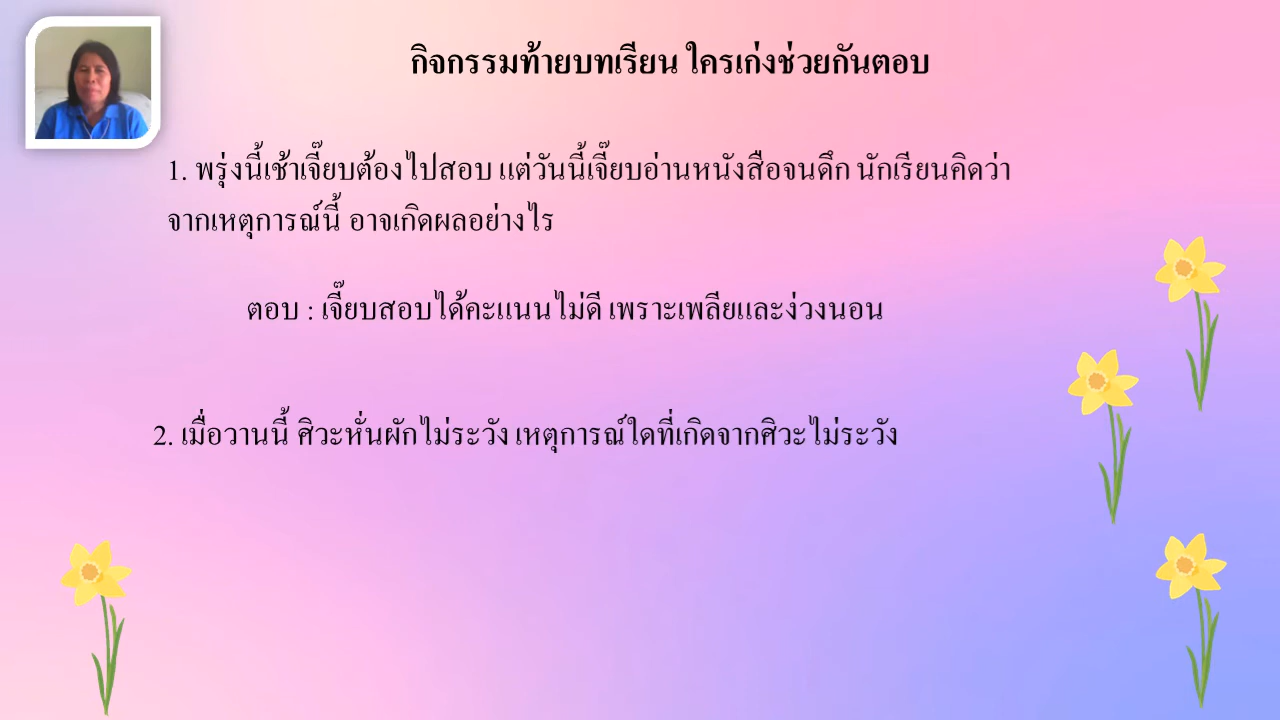 กิจกรรมท้ายบทเรียน ใครเก่งช่วยกันตอบ
1. พรุ่งนี้เช้าเจี๊ยบต้องไปสอบ แต่วันนี้เจี๊ยบอ่านหนังสือจนดึก นักเรียนคิดว่า
จากเหตุการณ์นี้ อาจเกิดผลอย่างไร
ตอบ : เจี๊ยบสอบได้คะแนนไม่ดี เพราะเพลียและง่วงนอน
2. เมื่อวานนี้ ศิวะหั่นผักไม่ระวัง เหตุการณ์ใดที่เกิดจากศิวะไม่ระวัง